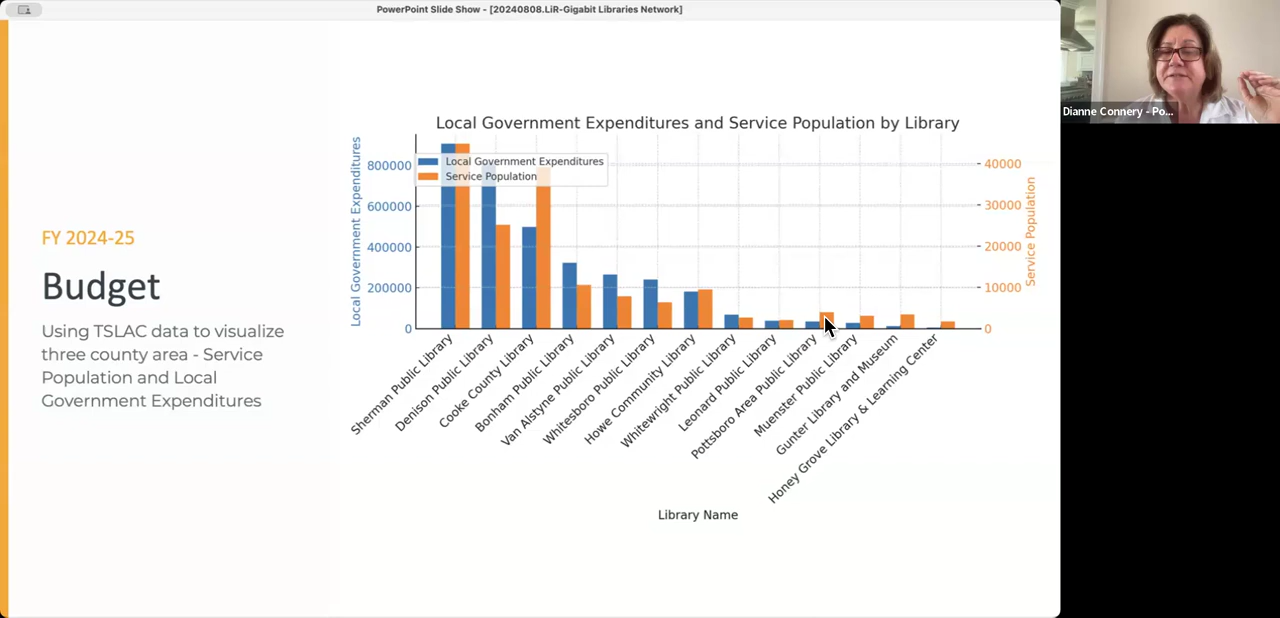 PowerPoint Slide Show - [20240808.LiR-Gigabit Libraries Network]
FY 2024-25
Budget
Using TSLAC data to visualize
three county area - Service
Population and Local
Government Expenditures
Local Government Expenditures and Service Population by Library
Local Government Expenditures
Service Population
Local Government Expenditures
800000
600000
400000
200000
0
40000
30000
20000
10000
0
Service Population
Sherman Public Library
Denison Public Library
Cooke County Library
Bonham Public Library
Van Alstyne Public Library
Whitesboro Public Library
Howe Community Library
Whitewright Public Library
Leonard Public Library
Pottsboro Area Public Library
Muenster Public Library
Gunter Library and Museum
Honey Grove Library & Learning Center
Library Name
Dianne Connery - Po...